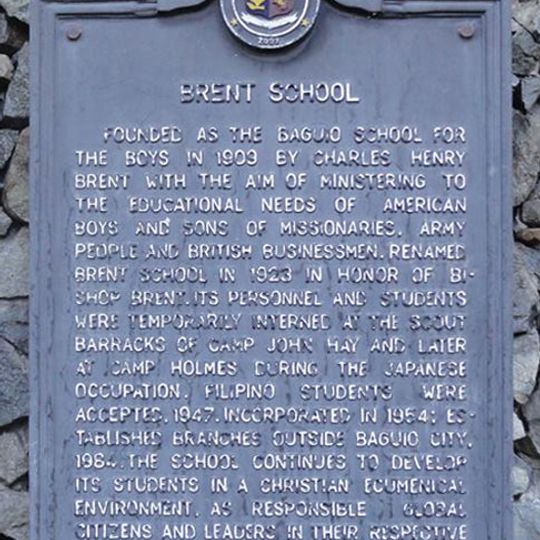 2007
BRENT SCHOOL
FOUNDED AS THE BAGUIO SCHOOL FOR
THE BOYS IN 1909 BY CHARLES HENRY
BRENT WITH THE AIM OF MINISTERING TO
THE EDUCATIONAL NEEDS OF AMERICAN
BOYS AND SONS OF MISSIONARIES, ARMY
PEOPLE AND BRITISH BUSINESSMEN. RENAMED
BRENT SCHOOL IN 1923 IN HONOR OF BI-
SHOP BRENT. ITS PERSONNEL AND STUDENTS
WERE TEMPORARILY INTERNED AT THE SCOUT
BARRACKS OF CAMP JOHN HAY AND LATER
AT CAMP HOLMES DURING THE JAPANESE
OCCUPATION. FILIPINO STUDENTS WERE
ACCEPTED, 1947. INCORPORATED IN 1954; ES-
TABLISHED BRANCHES OUTSIDE BAGUIO CITY,
1984. THE SCHOOL CONTINUES TO DEVELOP
ITS STUDENTS IN A CHRISTIAN ECUMENICAL
ENVIRONMENT, AS RESPONSIBLE GLOBAL
CITIZENS AND LEADERS IN THEIR RESPECTIVE